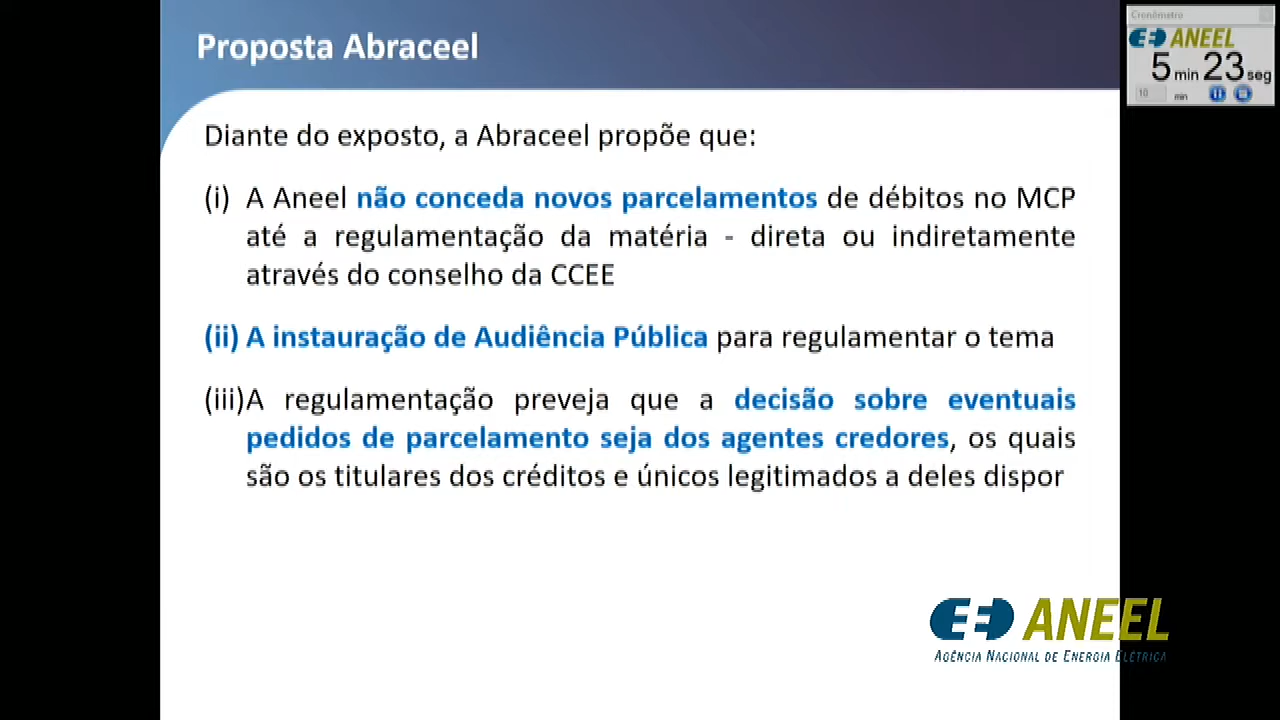 Proposta Abraceel
Cronômetro
ANEEL
5 min 23 seg
10 min
Diante do exposto, a Abraceel propõe que:
(i) A Aneel não conceda novos parcelamentos de débitos no MCP
até a regulamentação da matéria - direta ou indiretamente
através do conselho da CCEE
(ii) A instauração de Audiência Pública para regulamentar o tema
(iii)A regulamentação preveja que a decisão sobre eventuais
pedidos de parcelamento seja dos agentes credores, os quais
são os titulares dos créditos e únicos legitimados a deles dispor
ANEEL
AGÊNCIA NACIONAL DE ENERGIA ELÉTRICA